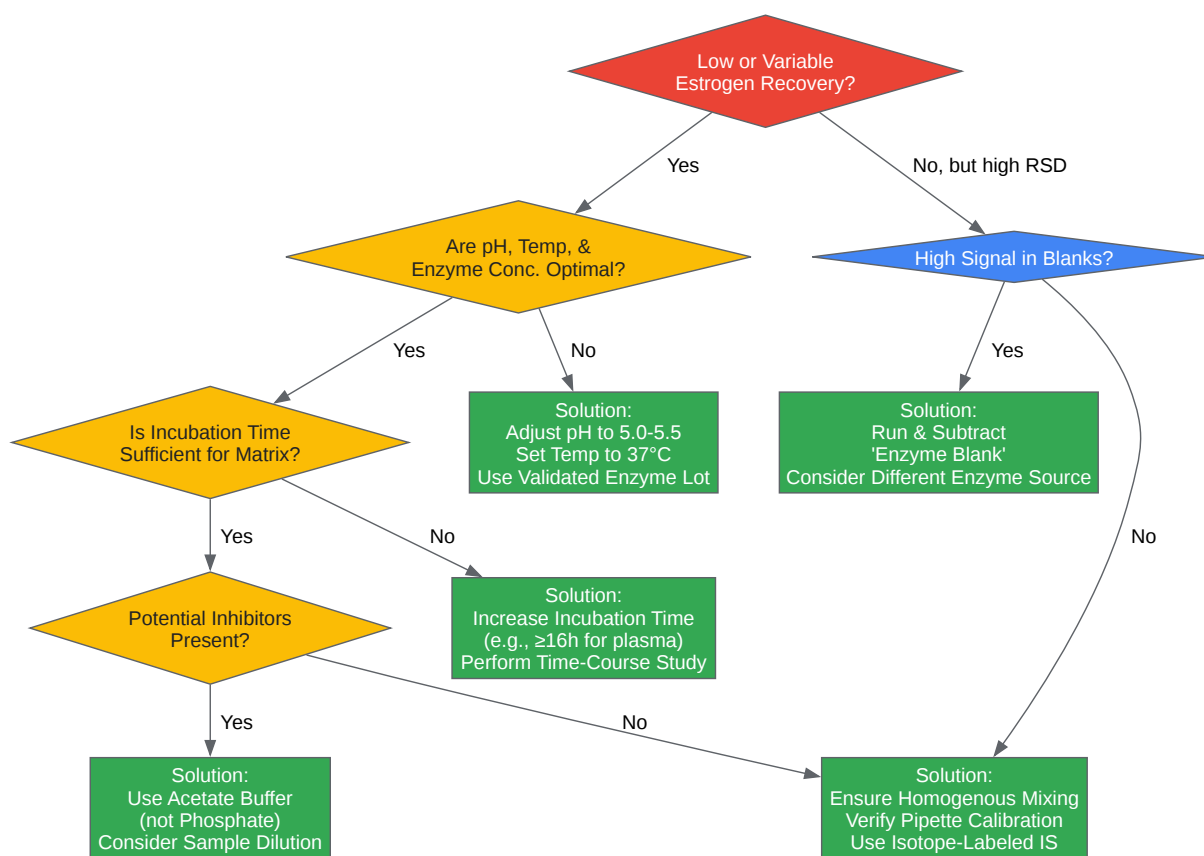 Low or Variable
Estrogen Recovery?
Yes
No, but high RSD
Are pH, Temp, &
Enzyme Conc. Optimal?
High Signal in Blanks?
Yes
No
Yes
Is Incubation Time
Sufficient for Matrix?
Solution:
Adjust pH to 5.0-5.5
Set Temp to 37°C
Use Validated Enzyme Lot
Solution:
Run & Subtract
'Enzyme Blank'
Consider Different Enzyme Source
Yes
No
No
Potential Inhibitors
Present?
Solution:
Increase Incubation Time
(e.g., ≥16h for plasma)
Perform Time-Course Study
Yes
No
Solution:
Use Acetate Buffer
(not Phosphate)
Consider Sample Dilution
Solution:
Ensure Homogenous Mixing
Verify Pipette Calibration
Use Isotope-Labeled IS